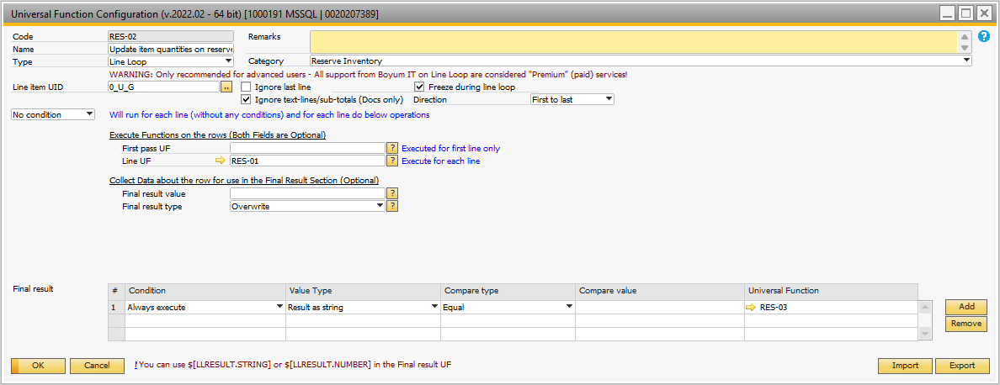 Universal Function Configuration (v.2022.02 - 64 bit) [1000191 MSSQL | 0020207389]
Code RES-02 Remarks
Name Update item quantities on reserve
Type Line Loop Category Reserve Inventory
WARNING: Only recommended for advanced users - All support from Boyum IT on Line Loop are considered "Premium" (paid) services!
Line item UID 0_U_G .. Ignore last line Freeze during line loop
Ignore text-lines/sub-totals (Docs only) Direction First to last
No condition Will run for each line (without any conditions) and for each line do below operations
Execute Functions on the rows (Both Fields are Optional)
First pass UF ? Executed for first line only
Line UF RES-01 ? Execute for each line
Collect Data about the row for use in the Final Result Section (Optional)
Final result value ?
Final result type Overwrite ?
Final result # Condition Value Type Compare type Compare value Universal Function
1 Always execute Result as string Equal RES-03 Add
Remove
OK Cancel ! You can use $[LLRESULT.STRING] or $[LLRESULT.NUMBER] in the Final result UF Import Export